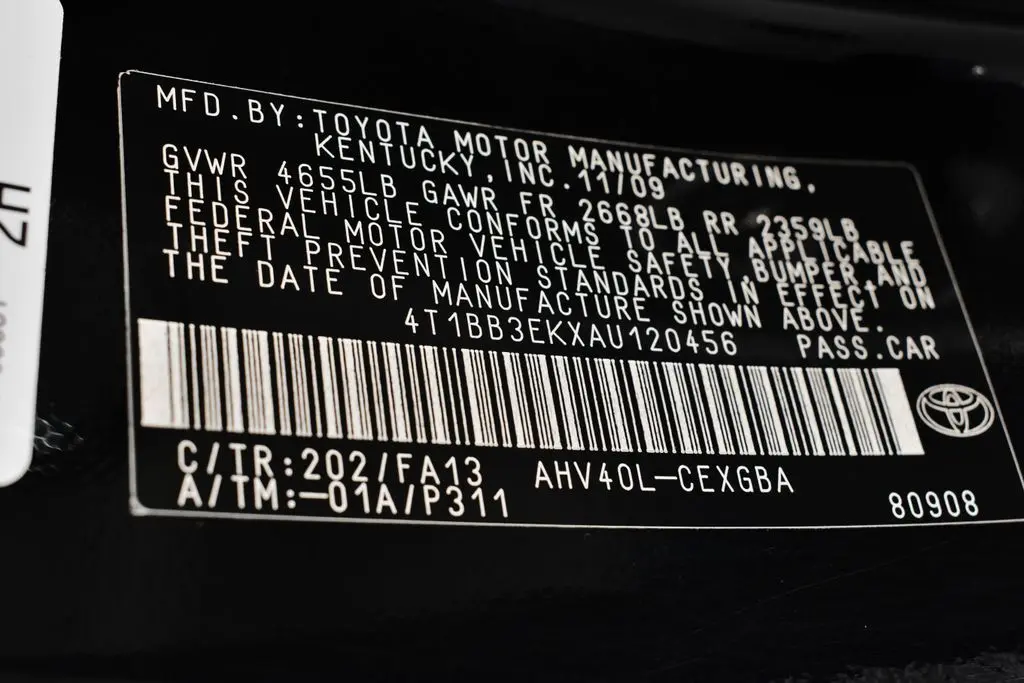 MFD.BY:TOYOTA MOTOR MANUFACTURING,
KENTUCKY,INC.11/09
GVWR 4655LB GAWR FR 2668LB RR 2359LB
THIS VEHICLE CONFORMS TO ALL APPLICABLE
FEDERAL MOTOR VEHICLE SAFETY,BUMPER,AND
THEFT PREVENTION STANDARDS IN EFFECT ON
THE DATE OF MANUFACTURE SHOWN ABOVE.
4T1BB3EKXAU120456 PASS.CAR
C/TR:202/FA13 AHV40L-CEXGBA
A/TM:-01A/P311 80908
2H